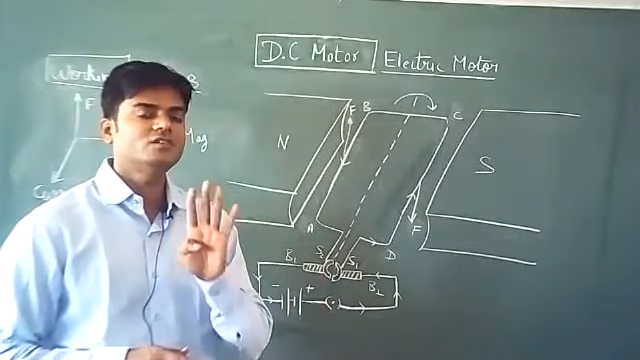 D.C Motor Electric Motor
F
Mag
N
F B
C
S
A
D
F
S₂ S₁
B₁
B₂
- +